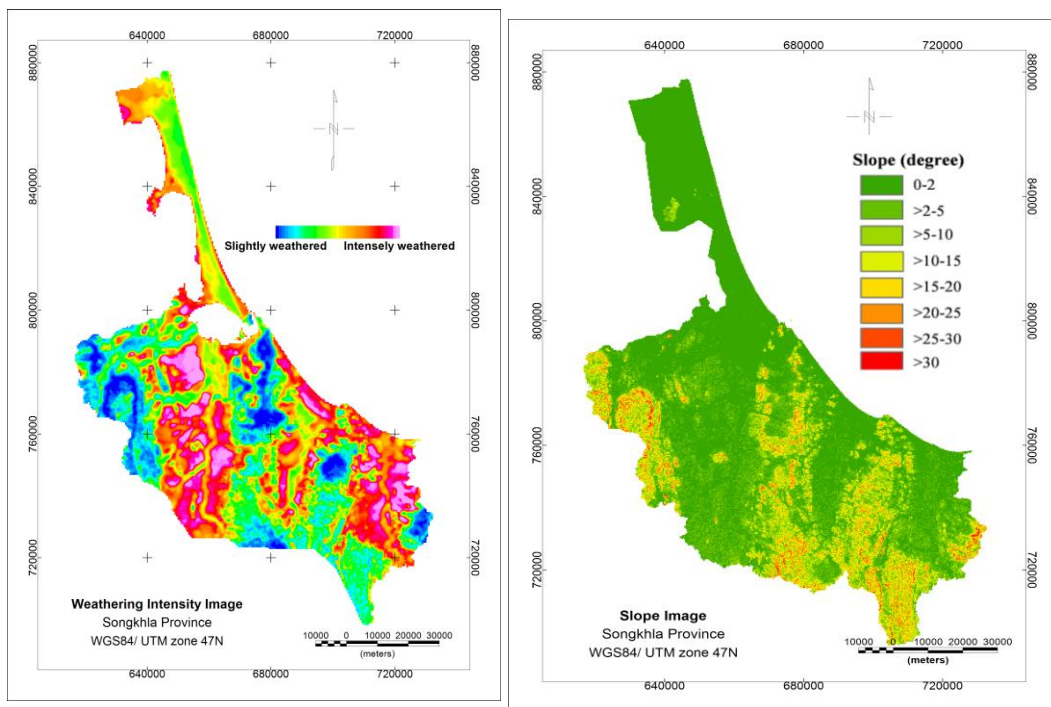 640000 680000 720000
880000 880000
N
840000 840000
Slightly weathered Intensely weathered
800000 800000
760000 760000
720000 720000
Weathering Intensity Image
Songkhla Province
WGS84/ UTM zone 47N
10000 0 10000 20000 30000
(meters)
640000 680000 720000
640000 680000 720000
880000 880000
N
Slope (degree)
0-2
>2-5
>5-10
>10-15
>15-20
>20-25
>25-30
>30
840000 840000
800000 800000
760000 760000
720000 720000
Slope Image
Songkhla Province
WGS84/ UTM zone 47N
10000 0 10000 20000 30000
(meters)
640000 680000 720000